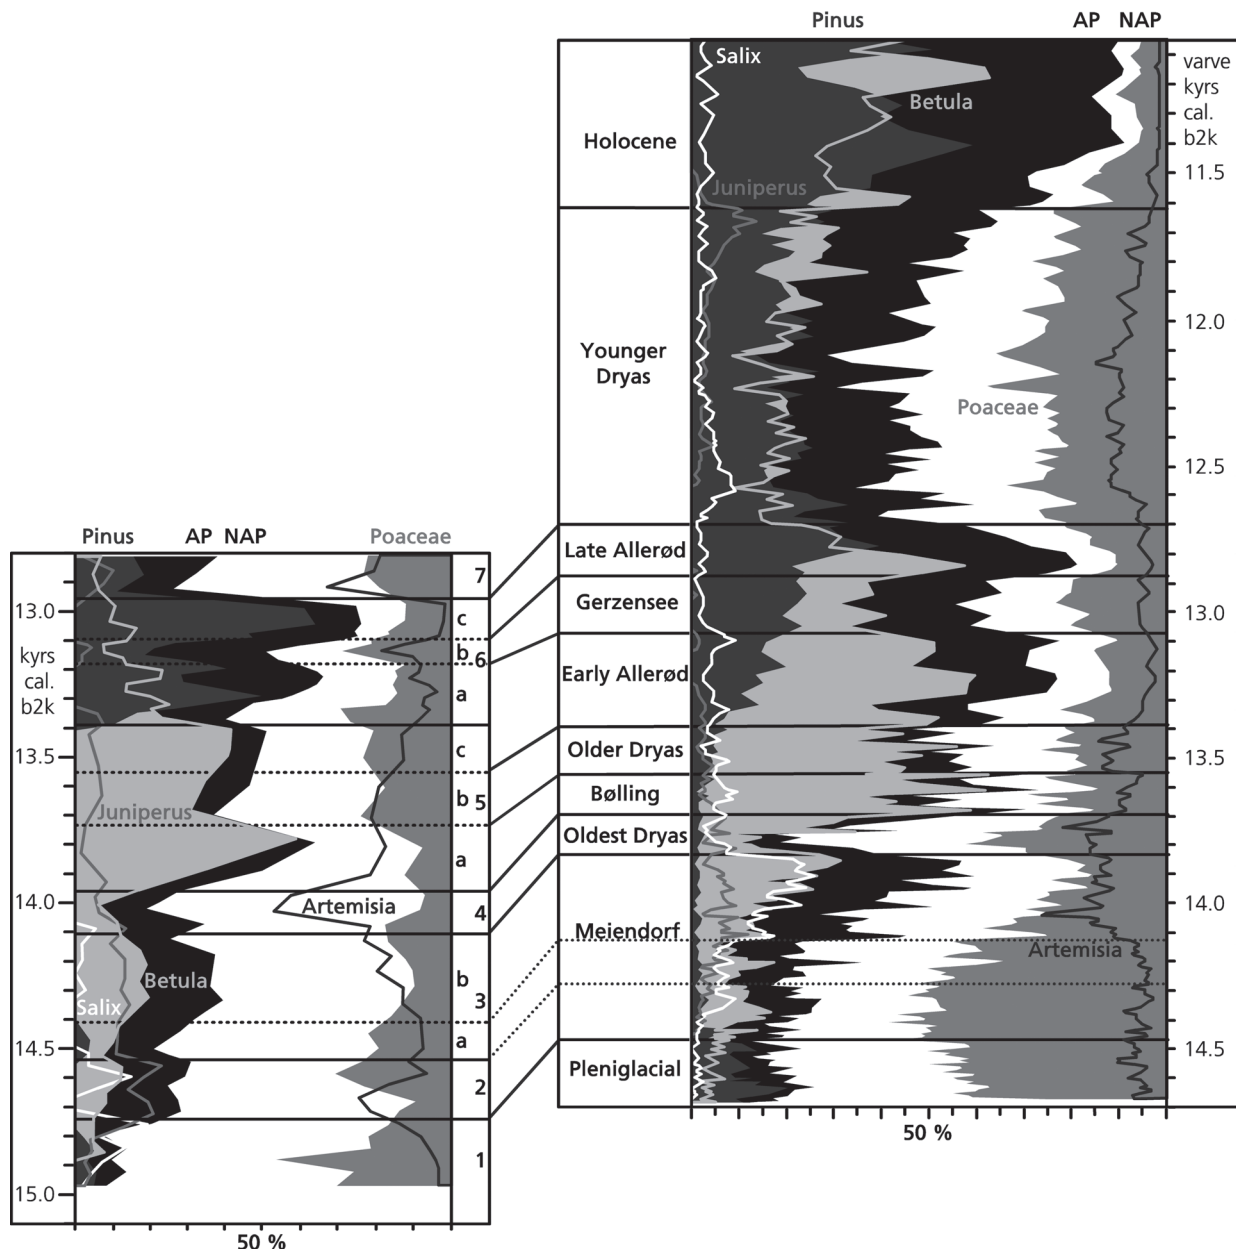 Pinus AP NAP
Salix
Betula
Juniperus
Poaceae
Artemisia
Holocene
Younger
Dryas
Late Allerød
Gerzensee
Early Allerød
Older Dryas
Bølling
Oldest Dryas
Meiendorf
Pleniglacial
varve
kyrs
cal.
b2k
11.5
12.0
12.5
13.0
13.5
14.0
14.5
50 %
Pinus AP NAP Poaceae
13.0
kyrs
cal.
b2k
13.5
14.0
14.5
15.0
Juniperus
Artemisia
Betula
Salix
7
c
b 6
a
c
b 5
a
4
b
3
a
2
1
50 %